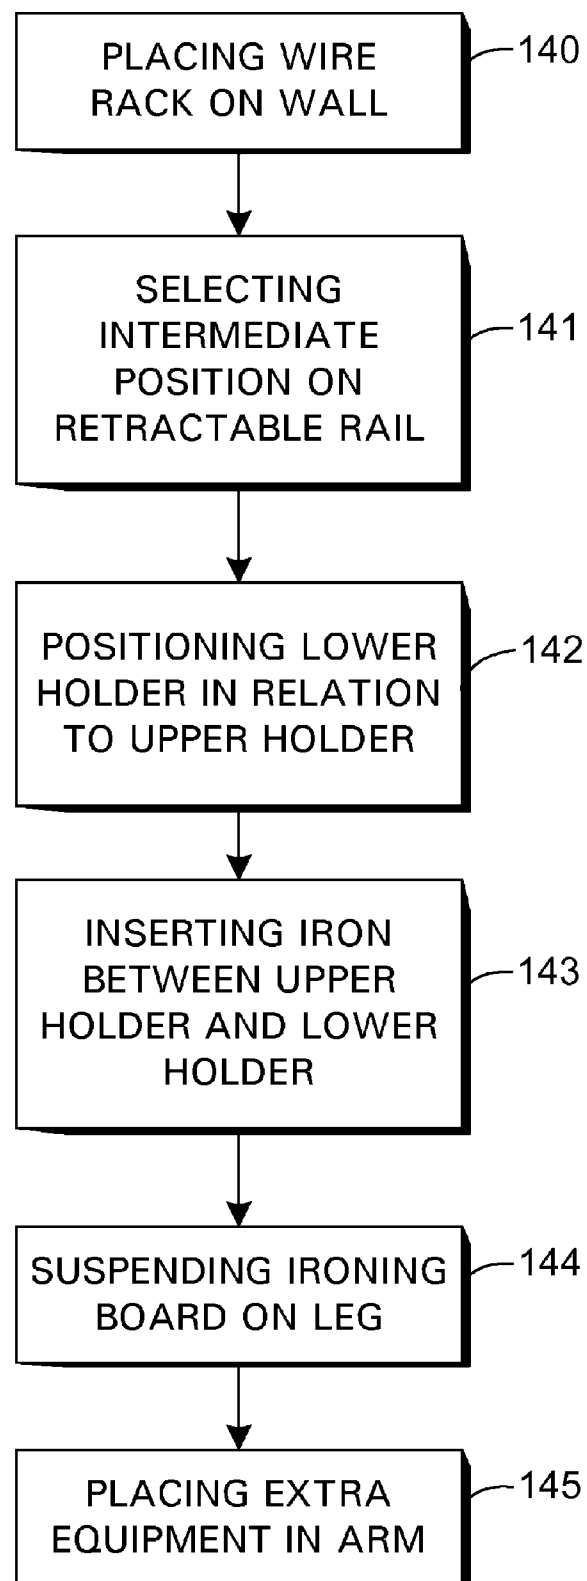 PLACING WIRE
RACK ON WALL
140
SELECTING
INTERMEDIATE
POSITION ON
RETRACTABLE RAIL
141
POSITIONING LOWER
HOLDER IN RELATION
TO UPPER HOLDER
142
INSERTING IRON
BETWEEN UPPER
HOLDER AND LOWER
HOLDER
143
SUSPENDING IRONING
BOARD ON LEG
144
PLACING EXTRA
EQUIPMENT IN ARM
145